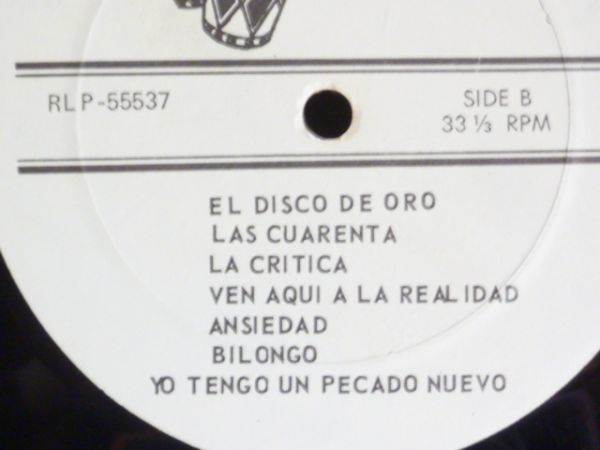 RLP-55537
SIDE B
33 ⅓ RPM
EL DISCO DE ORO
LAS CUARENTA
LA CRITICA
VEN AQUI A LA REALIDAD
ANSIEDAD
BILONGO
YO TENGO UN PECADO NUEVO